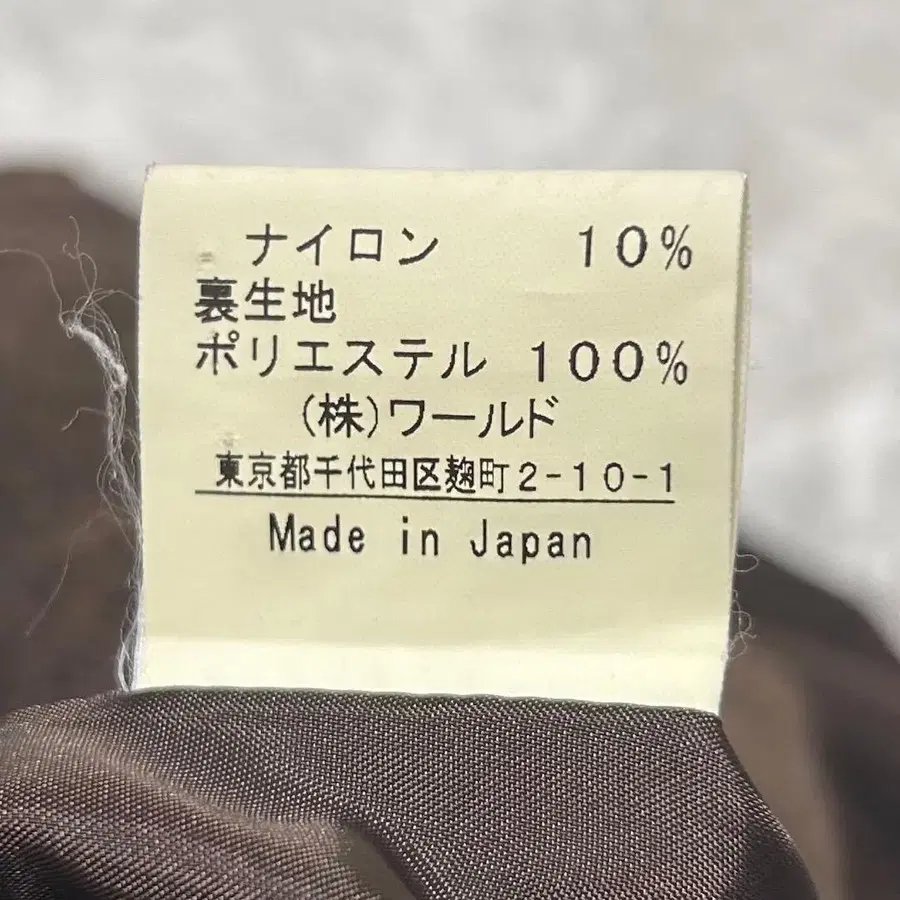 ナイロン 10%
裏生地
ポリエステル 100%
(株)ワールド
東京都千代田区麹町2-10-1
Made in Japan